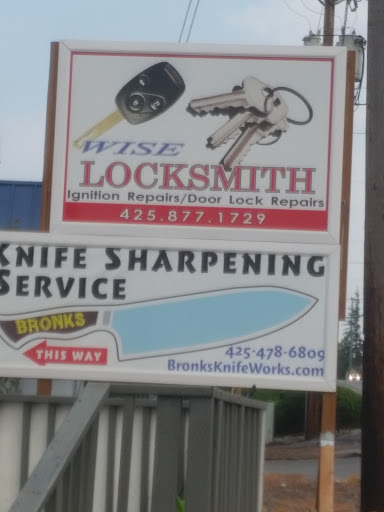 WISE
LOCKSMITH
Ignition Repairs/Door Lock Repairs
425.877.1729
KNIFE SHARPENING
SERVICE
BRONKS
THIS WAY
425-478-6809
BronksKnifeWorks.com